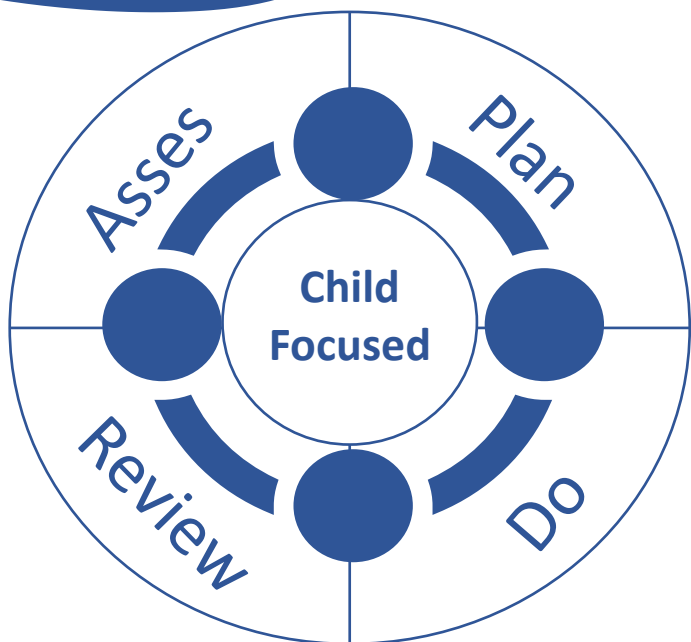 Asses
Plan
Child
Focused
Review
Do